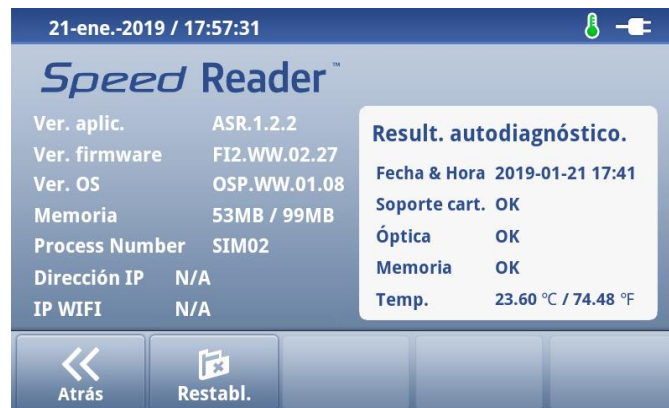 21-ene.-2019 / 17:57:31
Speed Reader™
Ver. aplic. ASR.1.2.2
Ver. firmware FI2.WW.02.27
Ver. OS OSP.WW.01.08
Memoria 53MB / 99MB
Process Number SIM02
Dirección IP N/A
IP WIFI N/A
Result. autodiagnóstico.
Fecha & Hora 2019-01-21 17:41
Soporte cart. OK
Óptica OK
Memoria OK
Temp. 23.60 ℃ / 74.48 ℉
Atrás
Restabl.